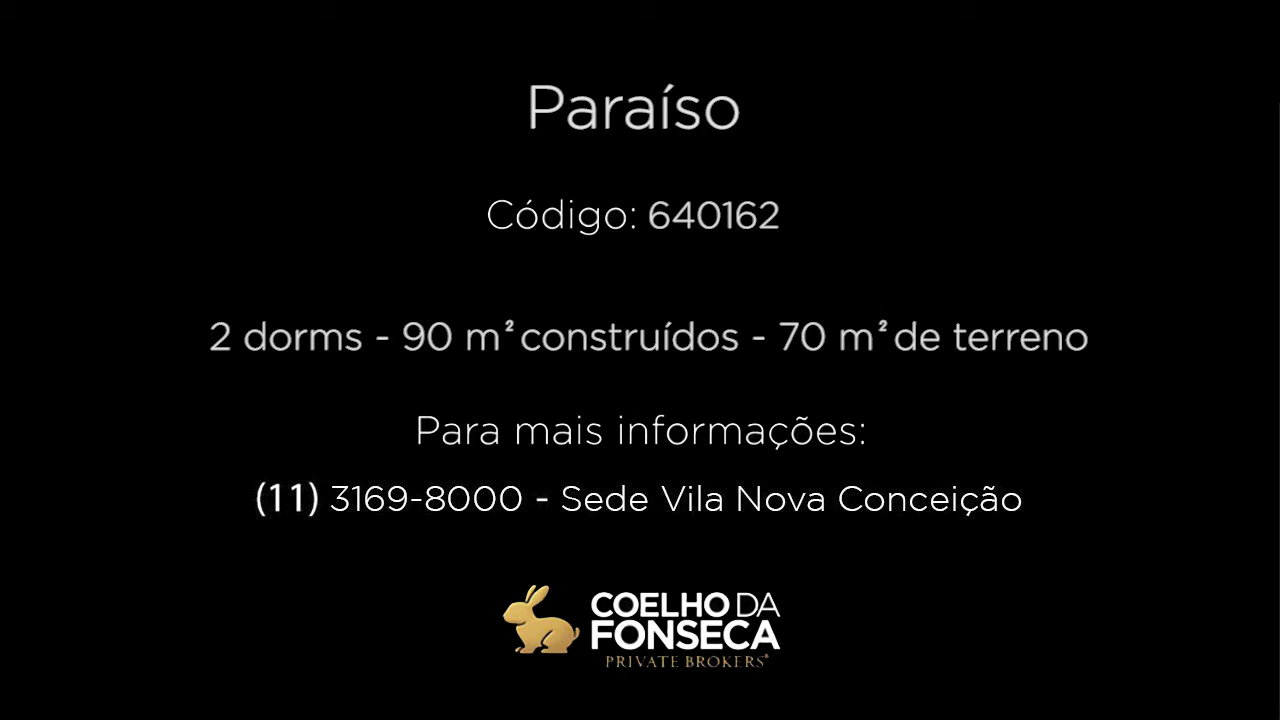 Paraíso
Código: 640162
2 dorms - 90 m² construídos - 70 m² de terreno
Para mais informações:
(11) 3169-8000 - Sede Vila Nova Conceição
COELHO DA
FONSECA
PRIVATE BROKERS®